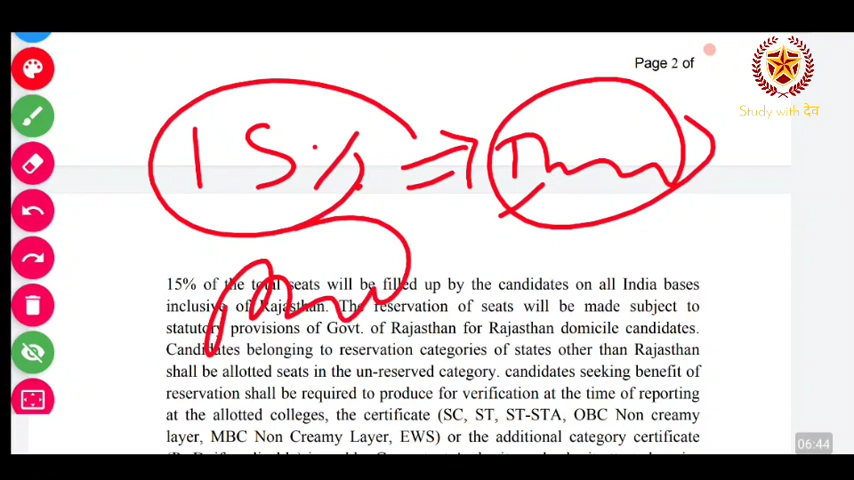 Page 2 of
Study with देव
15%
15% of the total seats will be filled up by the candidates on all India bases
inclusive of Rajasthan. The reservation of seats will be made subject to
statutory provisions of Govt. of Rajasthan for Rajasthan domicile candidates.
Candidates belonging to reservation categories of states other than Rajasthan
shall be allotted seats in the un-reserved category. candidates seeking benefit of
reservation shall be required to produce for verification at the time of reporting
at the allotted colleges, the certificate (SC, ST, ST-STA, OBC Non creamy
layer, MBC Non Creamy Layer, EWS) or the additional category certificate
06:44